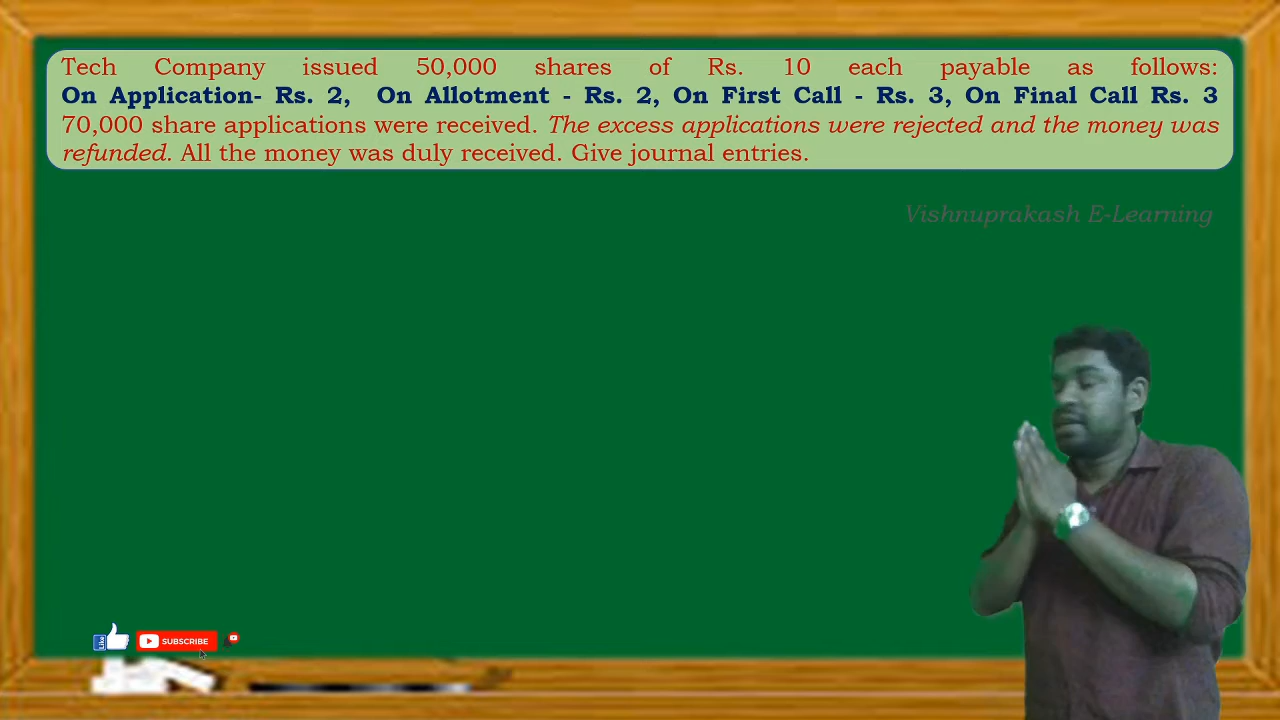 Tech Company issued 50,000 shares of Rs. 10 each payable as follows:
On Application- Rs. 2, On Allotment - Rs. 2, On First Call - Rs. 3, On Final Call Rs. 3
70,000 share applications were received. The excess applications were rejected and the money was
refunded. All the money was duly received. Give journal entries.
Vishnuprakash E-Learning
Like
SUBSCRIBE